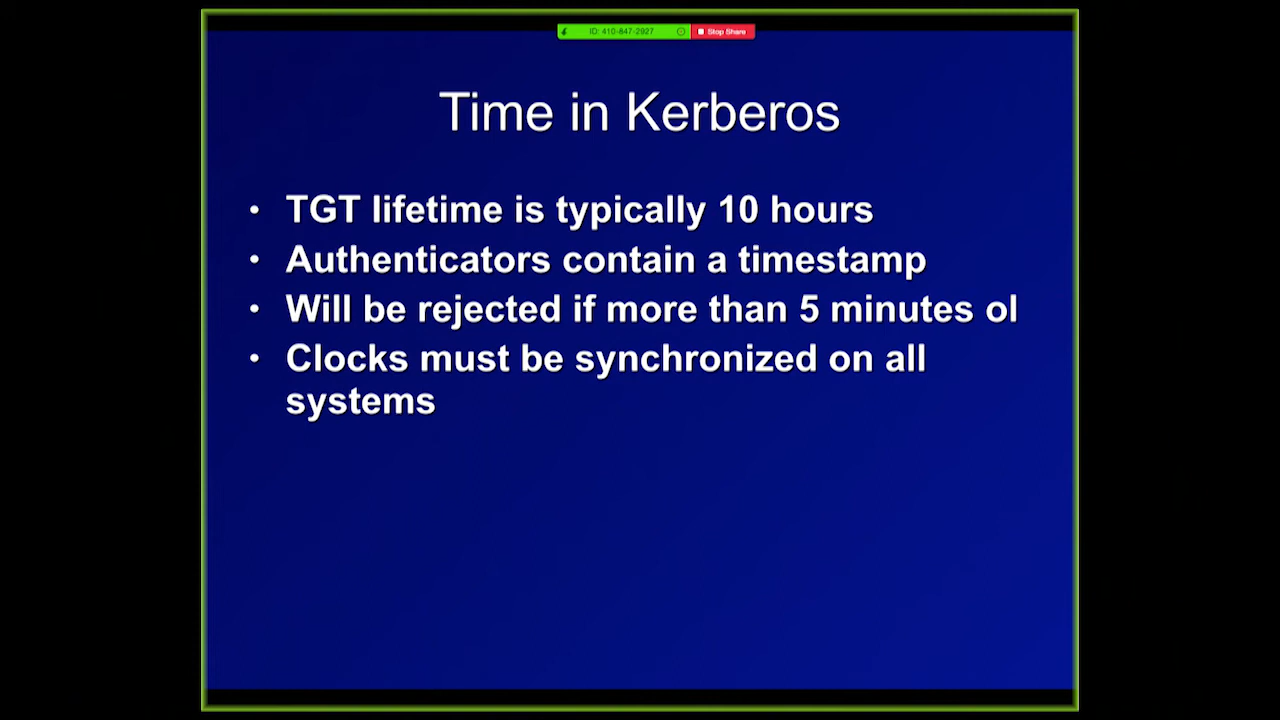 ID: 410-847-2927 Stop Share
Time in Kerberos
• TGT lifetime is typically 10 hours
• Authenticators contain a timestamp
• Will be rejected if more than 5 minutes ol
• Clocks must be synchronized on all
systems